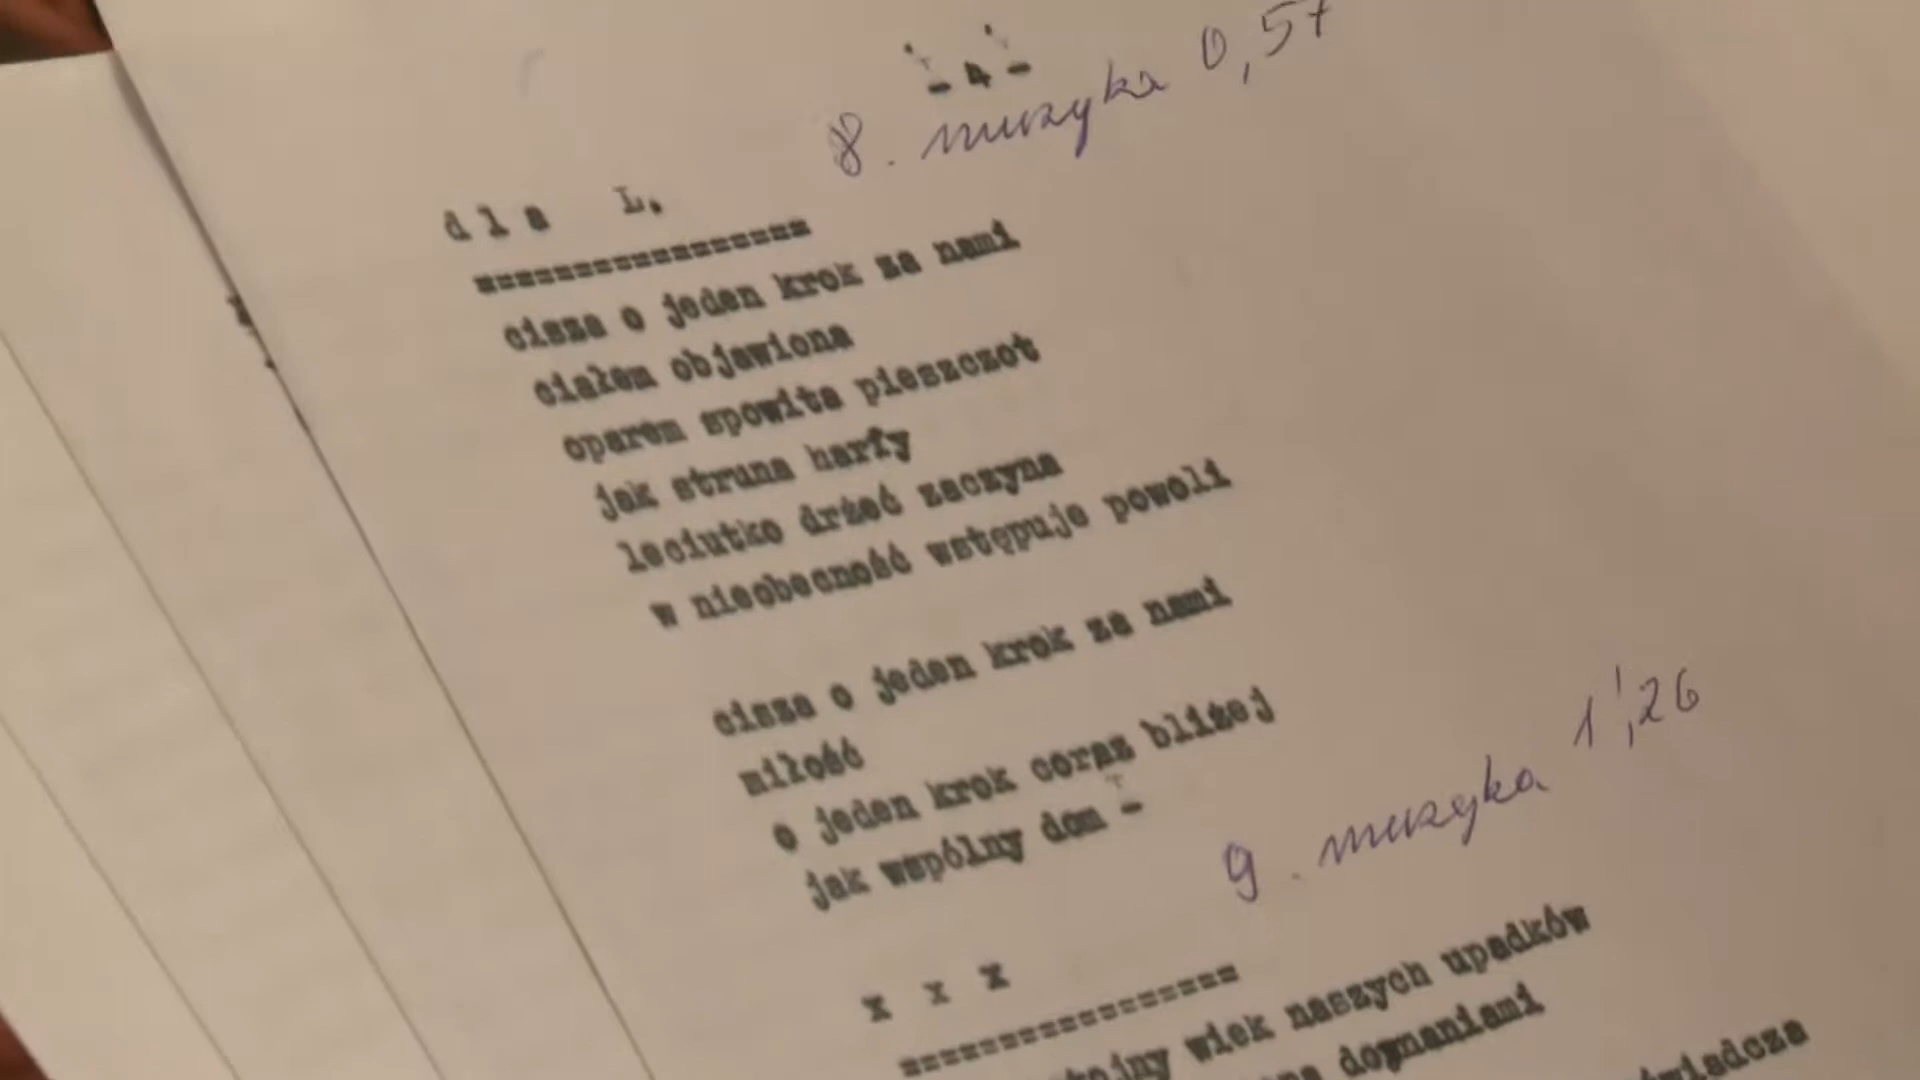 - 4 -
8. muzyka 0,57
d l a L.
=================
cisza o jeden krok za nami
ciałem objawiona
oparem spowita pieszczot
jak struna harfy
leciutko drżeć zaczyna
w nieobecność wstępuje powoli
cisza o jeden krok za nami
miłość
o jeden krok coraz bliżej
jak wspólny dom -
9. muzyka 1',26
x x x
=================
wiek naszych upadków
doznaniami